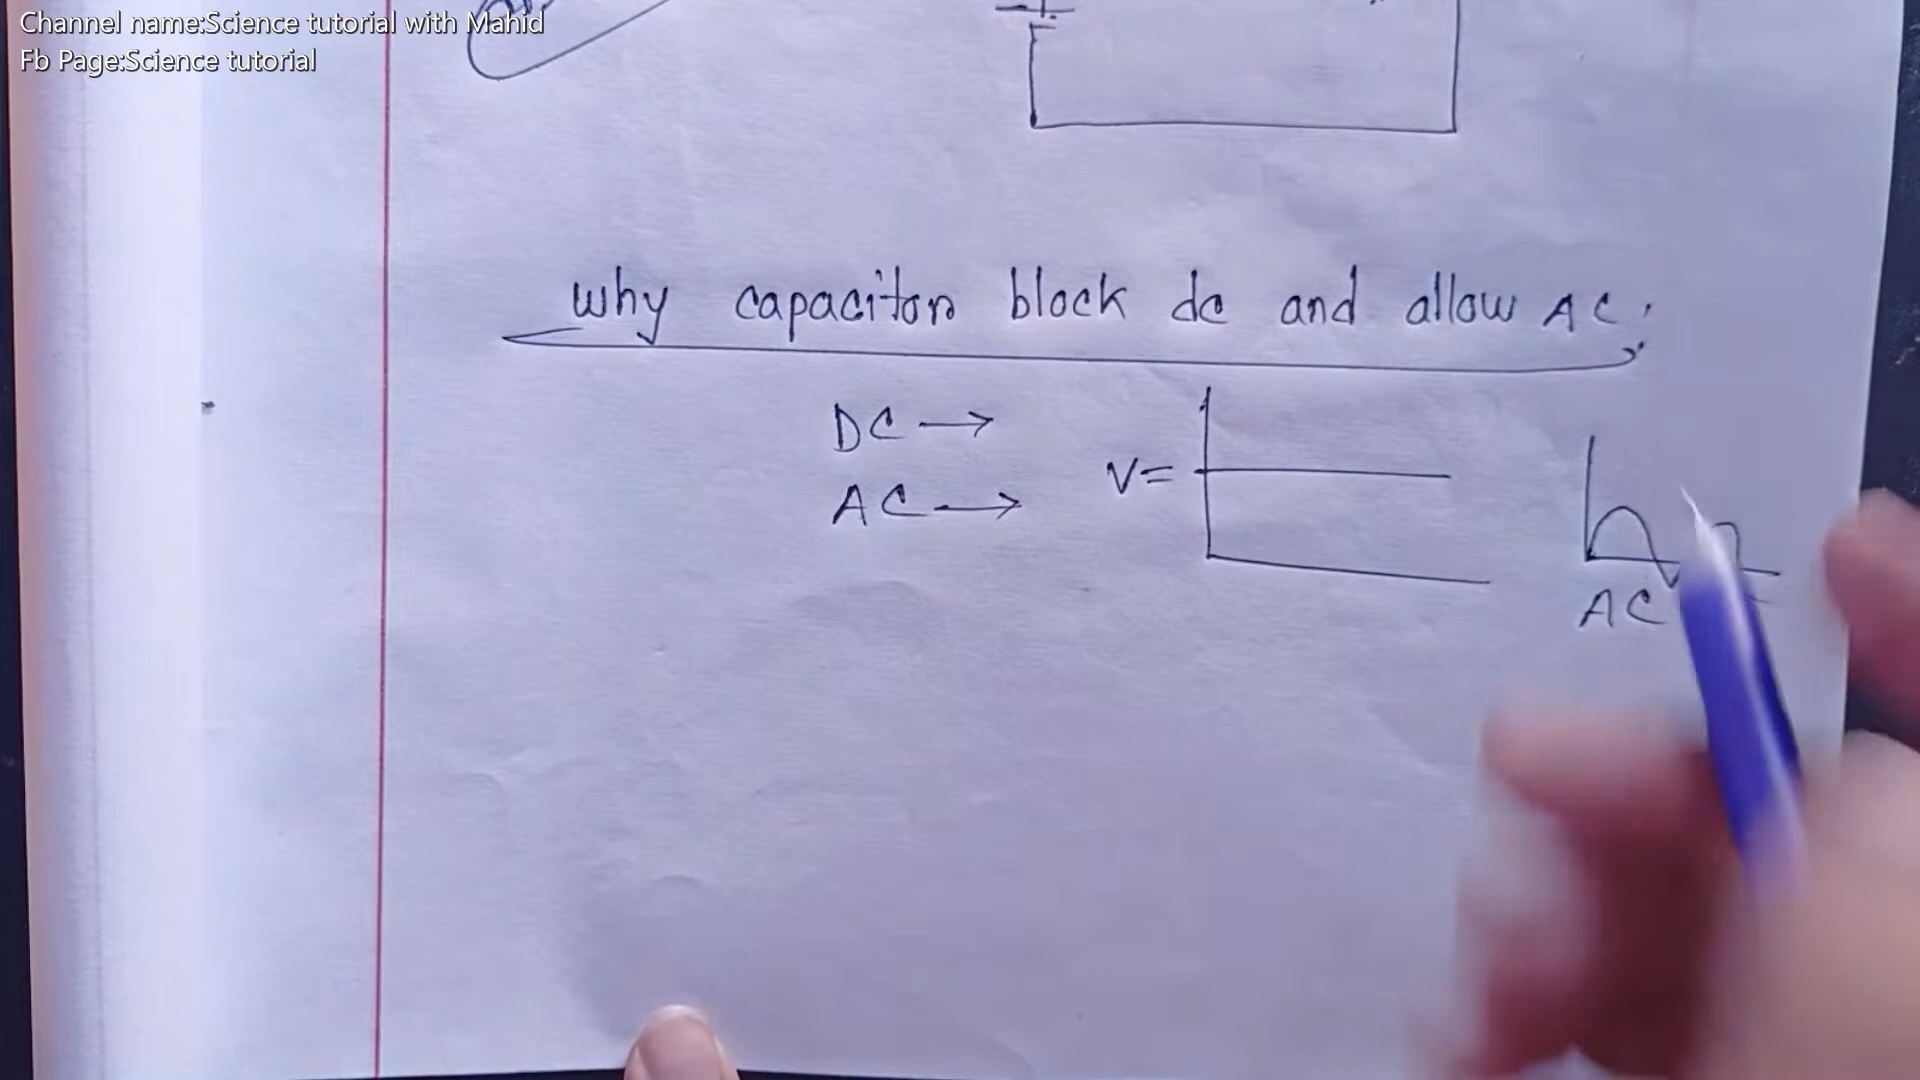 Channel name:Science tutorial with Mahid
Fb Page:Science tutorial
why capacitor block dc and allow AC.
DC →
AC →
V=
AC